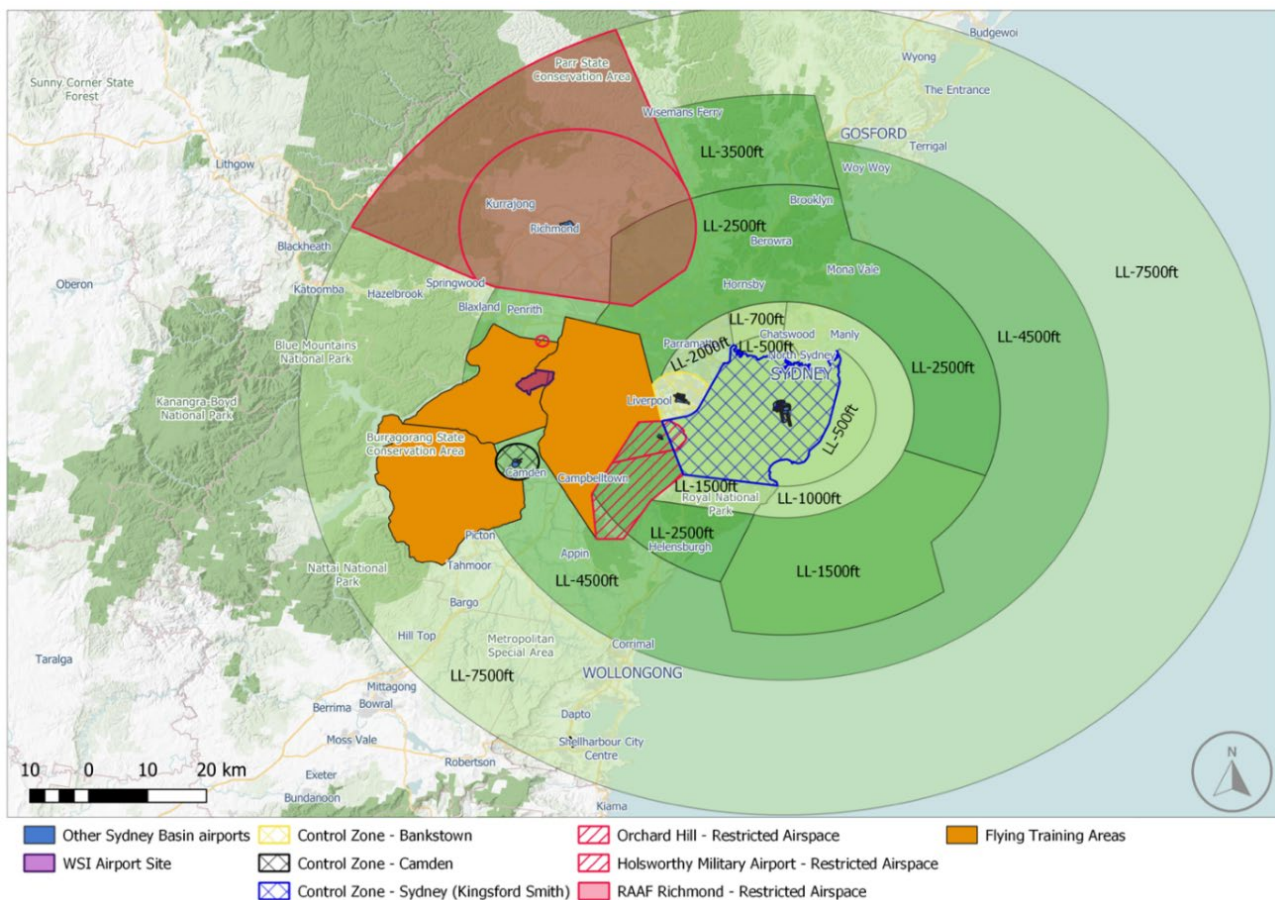 Budgewoi
Parr State
Conservation Area
Wyong
Sunny Corner State
Forest
The Entrance
Wisemans Ferry
GOSFORD
Terrigal
LL-3500ft
Lithgow
Woy Woy
Kurrajong
Brooklyn
Richmond
LL-2500ft
Berowra
Blackheath
Mona Vale
LL-7500ft
Oberon
Katoomba
Hazelbrook
Springwood
Hornsby
Blaxland
Penrith
LL-700ft
LL-4500ft
Chatswood
Manly
Blue Mountains
National Park
Parramatta
LL-2000ft
LL-500ft
North Sydney
LL-2500ft
SYDNEY
Kanangra-Boyd
National Park
Liverpool
LL-500ft
Burragorang State
Conservation Area
Camden
Campbelltown
LL-1500ft
Royal National
Park
LL-1000ft
Picton
LL-2500ft
Helensburgh
Appin
Nattai National
Park
Tahmoor
LL-4500ft
LL-1500ft
Bargo
Hill Top
Metropolitan
Special Area
Corrimal
Taralga
LL-7500ft
WOLLONGONG
Mittagong
Berrima
Bowral
Dapto
Moss Vale
Shellharbour City
Centre
Robertson
10 0 10 20 km
Exeter
Bundanoon
Kiama
N
Other Sydney Basin airports
WSI Airport Site
Control Zone - Bankstown
Control Zone - Camden
Control Zone - Sydney (Kingsford Smith)
Orchard Hill - Restricted Airspace
Holsworthy Military Airport - Restricted Airspace
RAAF Richmond - Restricted Airspace
Flying Training Areas